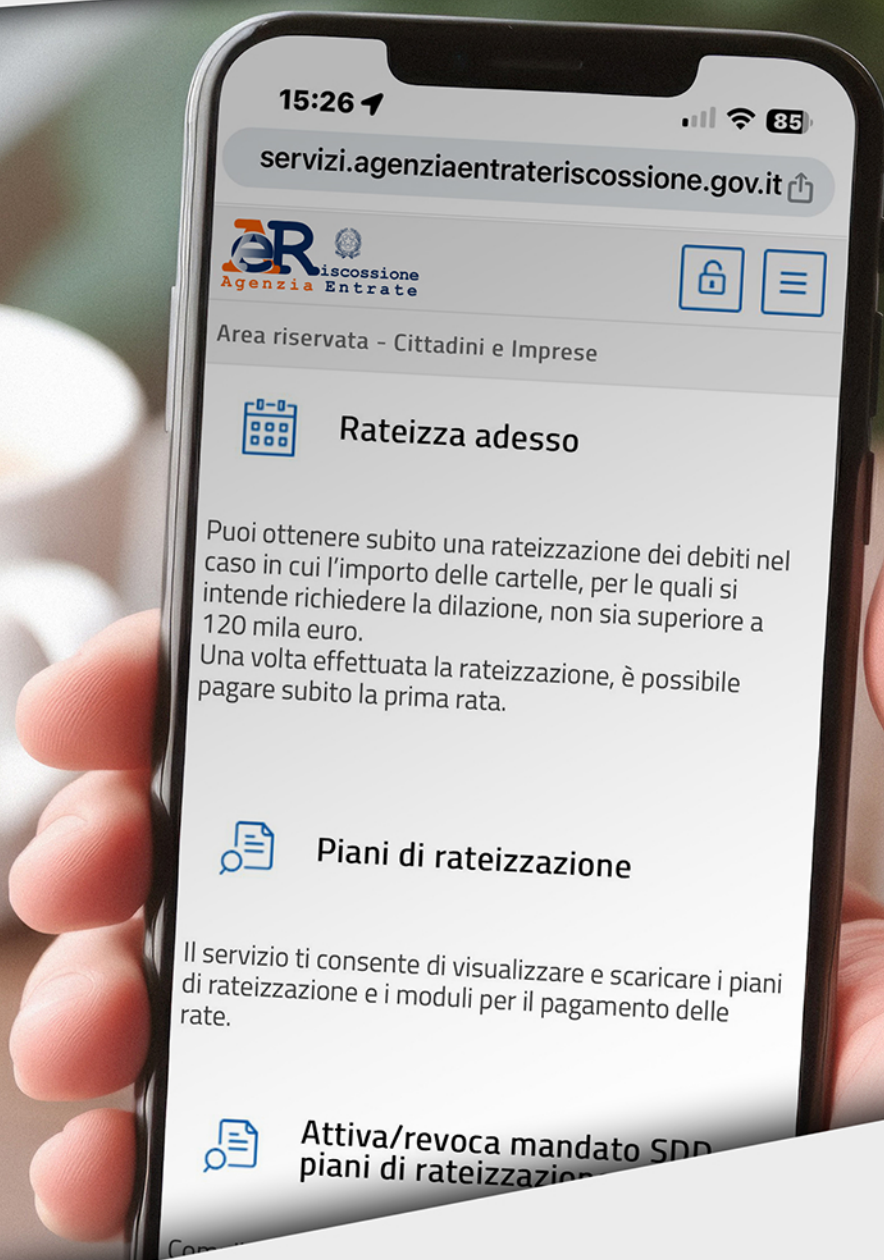 15:26
85
servizi.agenziaentrateriscossione.gov.it
AeR
iscossione
Agenzia Entrate
Area riservata - Cittadini e Imprese
Rateizza adesso
Puoi ottenere subito una rateizzazione dei debiti nel
caso in cui l'importo delle cartelle, per le quali si
intende richiedere la dilazione, non sia superiore a
120 mila euro.
Una volta effettuata la rateizzazione, è possibile
pagare subito la prima rata.
Piani di rateizzazione
Il servizio ti consente di visualizzare e scaricare i piani
di rateizzazione e i moduli per il pagamento delle
rate.
Attiva/revoca mandato SDD
piani di